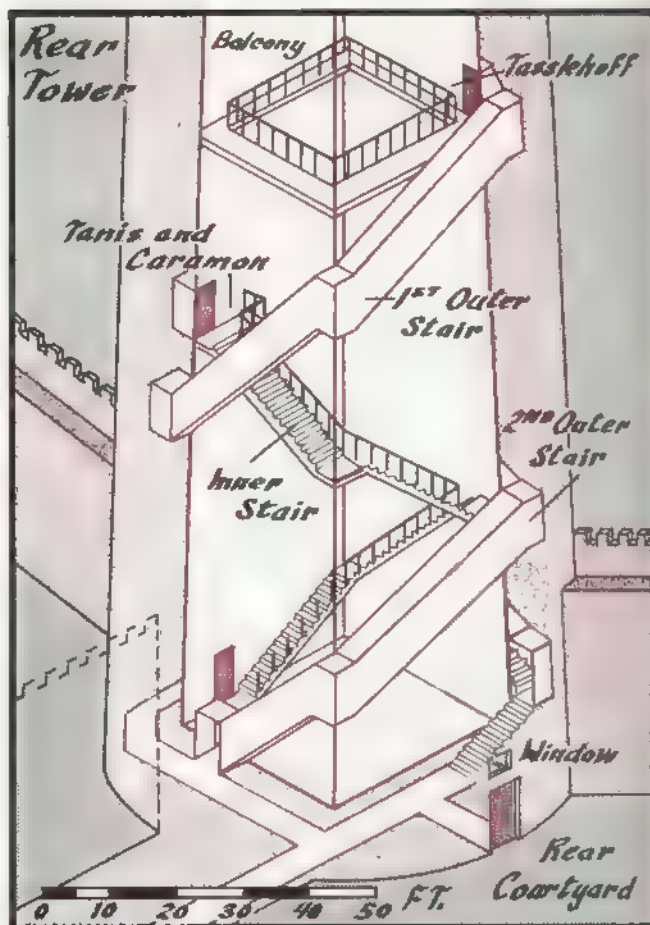 Rear
Tower
Balcony
Tasslehoff
Tanis and
Caramon
1ST Outer
Stair
2ND Outer
Stair
Inner
Stair
Window
Rear
Courtyard
0 10 20 30 40 50 FT.